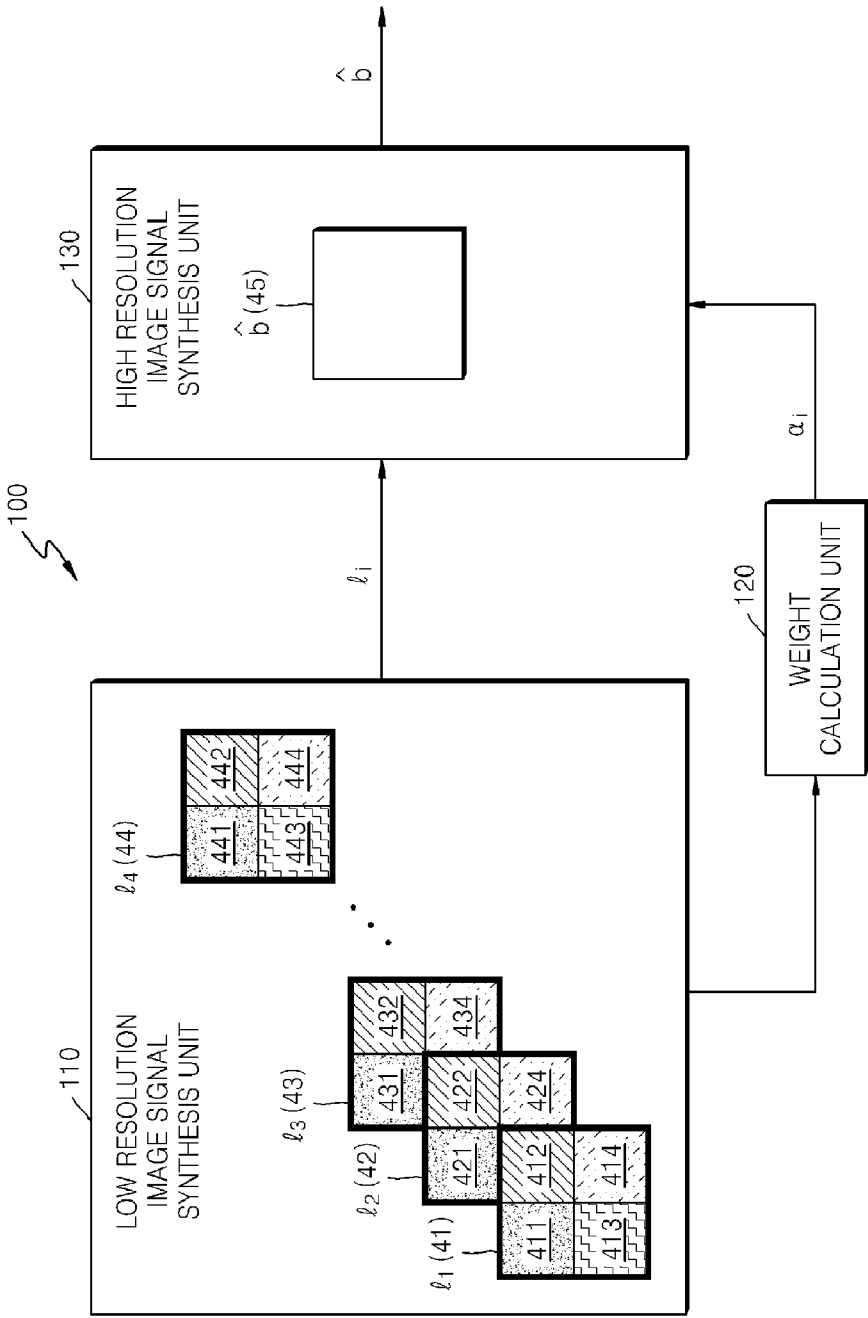 100
110
LOW RESOLUTION
IMAGE SIGNAL
SYNTHESIS UNIT
ℓ4 (44)
441
442
443
444
ℓ3 (43)
431
432
434
ℓ2 (42)
421
422
424
ℓ1 (41)
411
412
413
414
ℓi
120
WEIGHT
CALCULATION UNIT
αi
130
HIGH RESOLUTION
IMAGE SIGNAL
SYNTHESIS UNIT
b̂ (45)
b̂